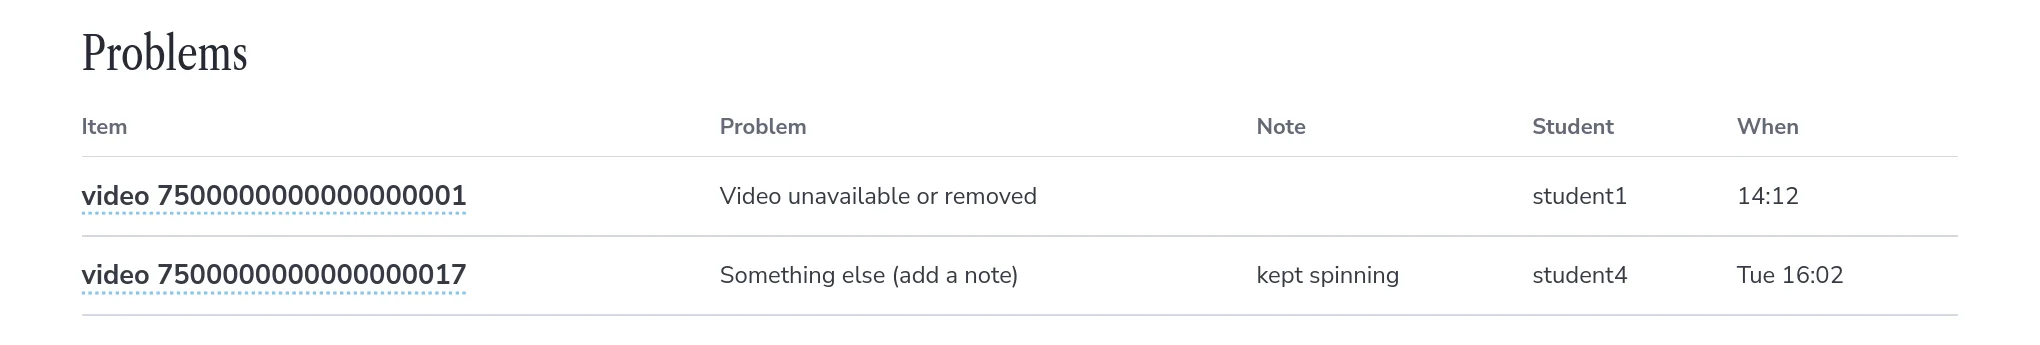 Problems
Item Problem Note Student When
video 7500000000000000001 Video unavailable or removed student1 14:12
video 7500000000000000017 Something else (add a note) kept spinning student4 Tue 16:02